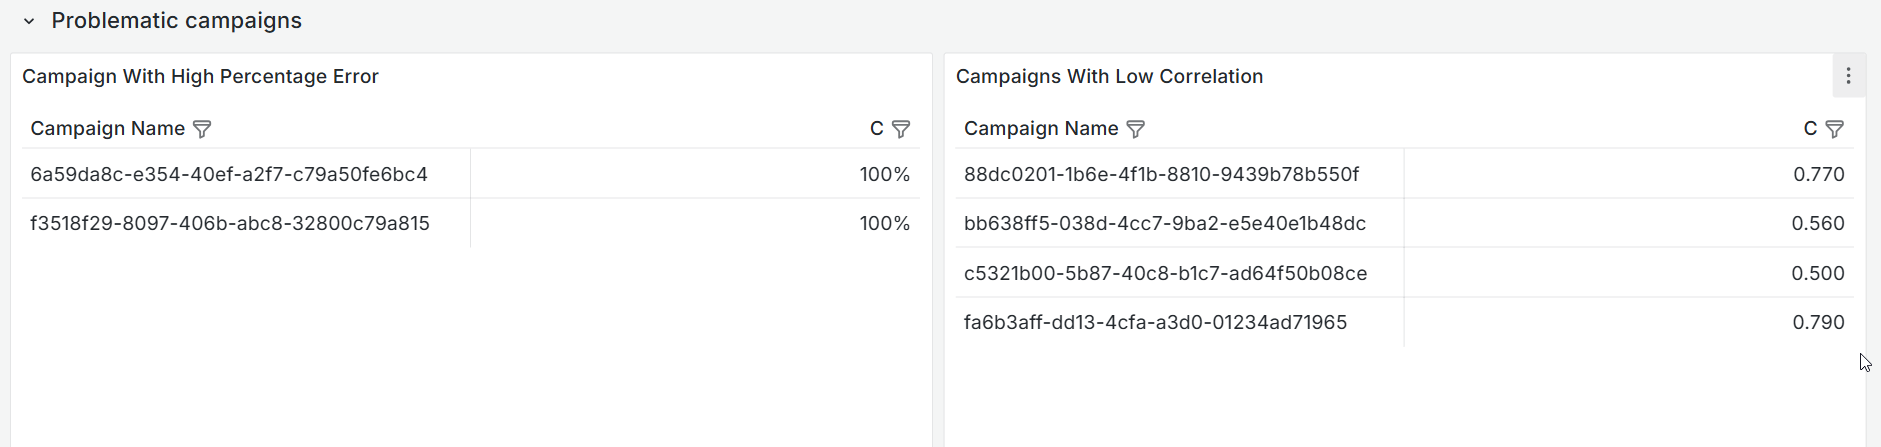 Problematic campaigns
Campaign With High Percentage Error
Campaign Name C
6a59da8c-e354-40ef-a2f7-c79a50fe6bc4 100%
f3518f29-8097-406b-abc8-32800c79a815 100%
Campaigns With Low Correlation
Campaign Name C
88dc0201-1b6e-4f1b-8810-9439b78b550f 0.770
bb638ff5-038d-4cc7-9ba2-e5e40e1b48dc 0.560
c5321b00-5b87-40c8-b1c7-ad64f50b08ce 0.500
fa6b3aff-dd13-4cfa-a3d0-01234ad71965 0.790